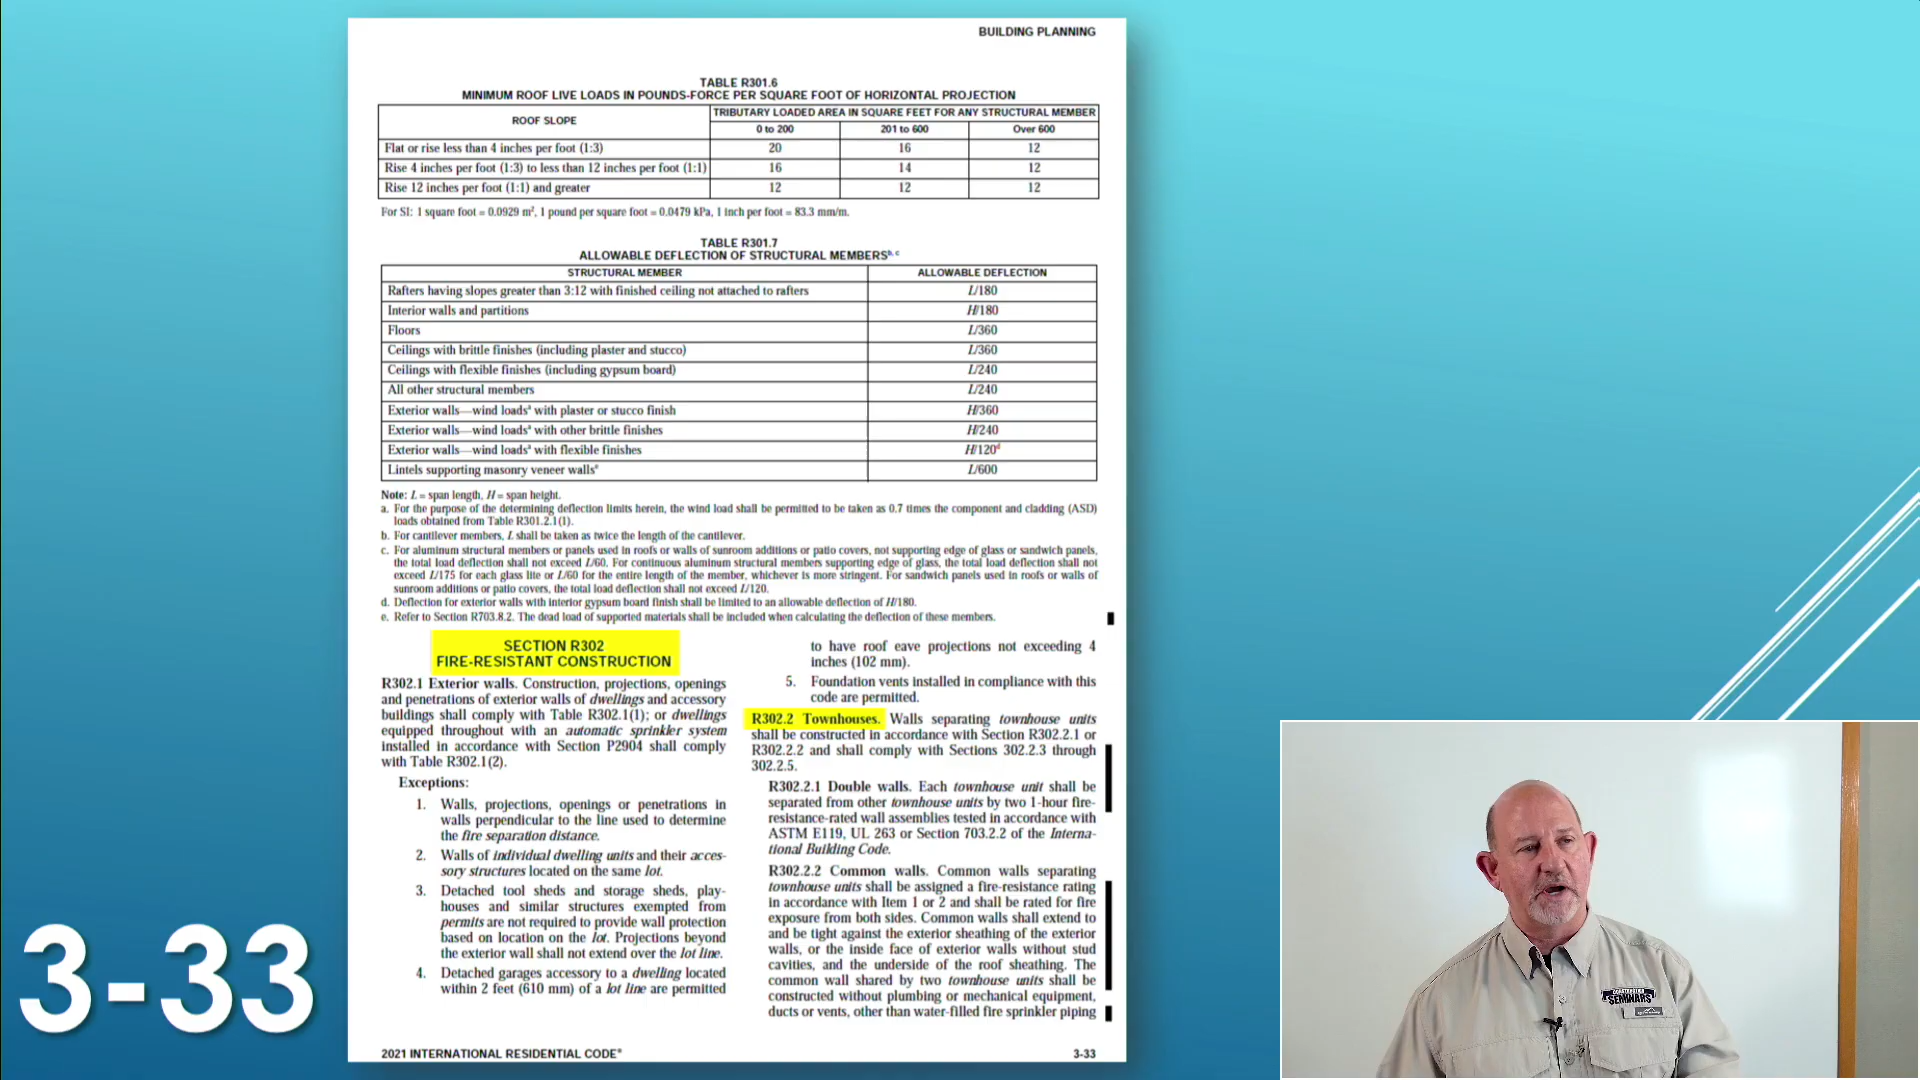 BUILDING PLANNING
TABLE R301.6
MINIMUM ROOF LIVE LOADS IN POUNDS-FORCE PER SQUARE FOOT OF HORIZONTAL PROJECTION
ROOF SLOPE
TRIBUTARY LOADED AREA IN SQUARE FEET FOR ANY STRUCTURAL MEMBER
0 to 200 201 to 600 Over 600
Flat or rise less than 4 inches per foot (1:3) 20 16 12
Rise 4 inches per foot (1:3) to less than 12 inches per foot (1:1) 16 14 12
Rise 12 inches per foot (1:1) and greater 12 12 12
For SI: 1 square foot = 0.0929 m², 1 pound per square foot = 0.0479 kPa, 1 inch per foot = 83.3 mm/m.
TABLE R301.7
ALLOWABLE DEFLECTION OF STRUCTURAL MEMBERS b, c
STRUCTURAL MEMBER ALLOWABLE DEFLECTION
Rafters having slopes greater than 3:12 with finished ceiling not attached to rafters L/180
Interior walls and partitions H/180
Floors L/360
Ceilings with brittle finishes (including plaster and stucco) L/360
Ceilings with flexible finishes (including gypsum board) L/240
All other structural members L/240
Exterior walls—wind loads a with plaster or stucco finish H/360
Exterior walls—wind loads a with other brittle finishes H/240
Exterior walls—wind loads a with flexible finishes H/120 d
Lintels supporting masonry veneer walls e L/600
Note: L = span length, H = span height.
a. For the purpose of the determining deflection limits herein, the wind load shall be permitted to be taken as 0.7 times the component and cladding (ASD)
loads obtained from Table R301.2.1(1).
b. For cantilever members, L shall be taken as twice the length of the cantilever.
c. For aluminum structural members or panels used in roofs or walls of sunroom additions or patio covers, not supporting edge of glass or sandwich panels,
the total load deflection shall not exceed L/60. For continuous aluminum structural members supporting edge of glass, the total load deflection shall not
exceed L/175 for each glass lite or L/60 for the entire length of the member, whichever is more stringent. For sandwich panels used in roofs or walls of
sunroom additions or patio covers, the total load deflection shall not exceed L/120.
d. Deflection for exterior walls with interior gypsum board finish shall be limited to an allowable deflection of H/180.
e. Refer to Section R703.8.2. The dead load of supported materials shall be included when calculating the deflection of these members.
SECTION R302
FIRE-RESISTANT CONSTRUCTION
R302.1 Exterior walls. Construction, projections, openings
and penetrations of exterior walls of dwellings and accessory
buildings shall comply with Table R302.1(1); or dwellings
equipped throughout with an automatic sprinkler system
installed in accordance with Section P2904 shall comply
with Table R302.1(2).
Exceptions:
1. Walls, projections, openings or penetrations in
walls perpendicular to the line used to determine
the fire separation distance.
2. Walls of individual dwelling units and their acces-
sory structures located on the same lot.
3. Detached tool sheds and storage sheds, play-
houses and similar structures exempted from
permits are not required to provide wall protection
based on location on the lot. Projections beyond
the exterior wall shall not extend over the lot line.
4. Detached garages accessory to a dwelling located
within 2 feet (610 mm) of a lot line are permitted
to have roof eave projections not exceeding 4
inches (102 mm).
5. Foundation vents installed in compliance with this
code are permitted.
R302.2 Townhouses. Walls separating townhouse units
shall be constructed in accordance with Section R302.2.1 or
R302.2.2 and shall comply with Sections 302.2.3 through
302.2.5.
R302.2.1 Double walls. Each townhouse unit shall be
separated from other townhouse units by two 1-hour fire-
resistance-rated wall assemblies tested in accordance with
ASTM E119, UL 263 or Section 703.2.2 of the Interna-
tional Building Code.
R302.2.2 Common walls. Common walls separating
townhouse units shall be assigned a fire-resistance rating
in accordance with Item 1 or 2 and shall be rated for fire
exposure from both sides. Common walls shall extend to
and be tight against the exterior sheathing of the exterior
walls, or the inside face of exterior walls without stud
cavities, and the underside of the roof sheathing. The
common wall shared by two townhouse units shall be
constructed without plumbing or mechanical equipment,
ducts or vents, other than water-filled fire sprinkler piping
2021 INTERNATIONAL RESIDENTIAL CODE®
3-33
3-33
CONSTRUCTION
SEMINARS